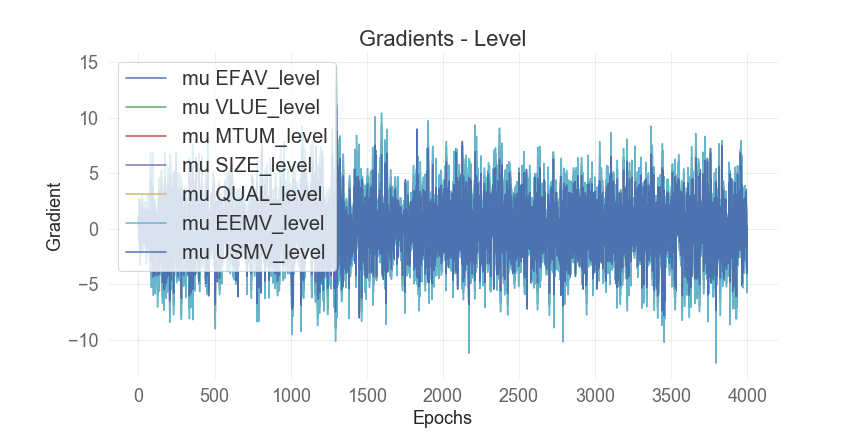 Gradients - Level
15
10
5
0
−5
−10
Gradient
mu EFAV_level
mu VLUE_level
mu MTUM_level
mu SIZE_level
mu QUAL_level
mu EEMV_level
mu USMV_level
0 500 1000 1500 2000 2500 3000 3500 4000
Epochs